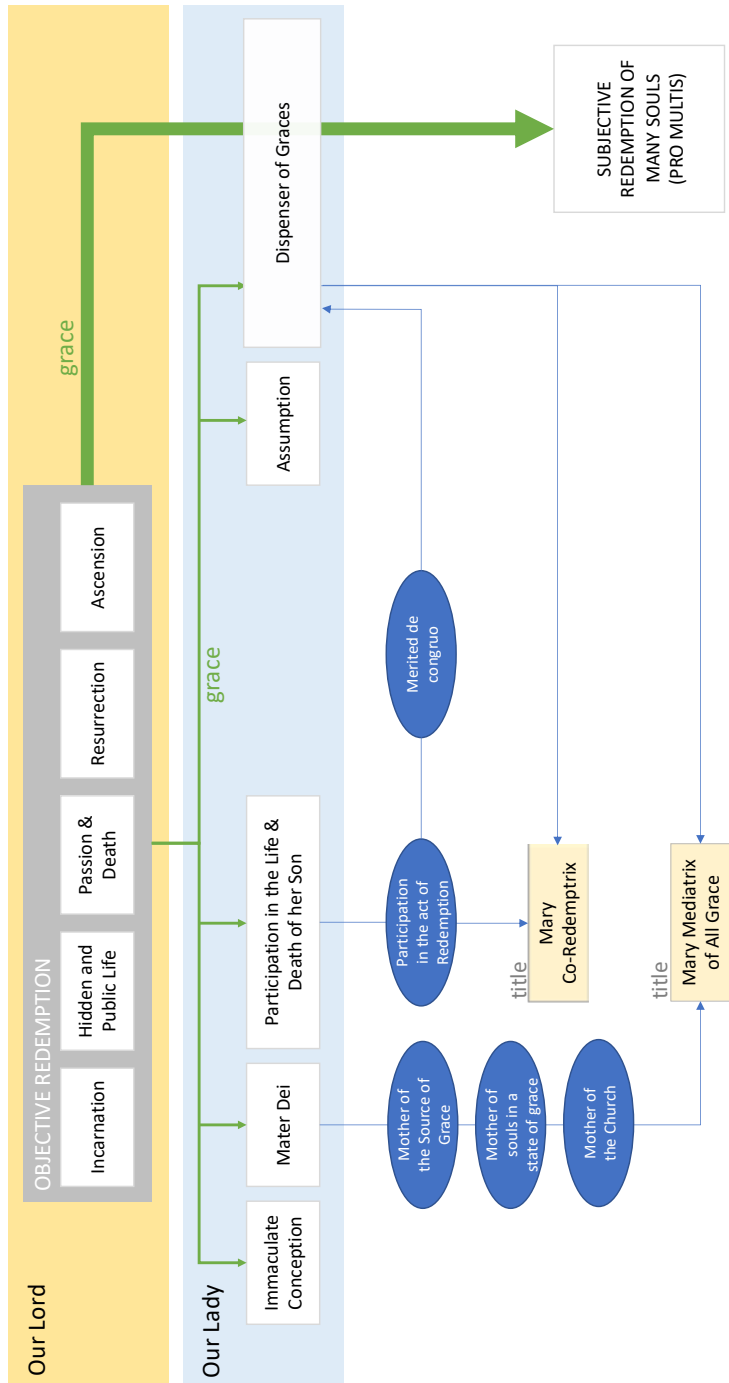 Our Lord
OBJECTIVE REDEMPTION
Incarnation
Hidden and
Public Life
Passion &
Death
Resurrection
Ascension
grace
Our Lady
grace
Immaculate
Conception
Mater Dei
Participation in the Life &
Death of her Son
Assumption
Dispenser of Graces
Mother of
the Source of
Grace
Mother of
souls in a
state of grace
Mother of
the Church
Participation
in the act of
Redemption
Merited de
congruo
title
Mary
Co-Redemptrix
title
Mary Mediatrix
of All Grace
SUBJECTIVE
REDEMPTION OF
MANY SOULS
(PRO MULTIS)